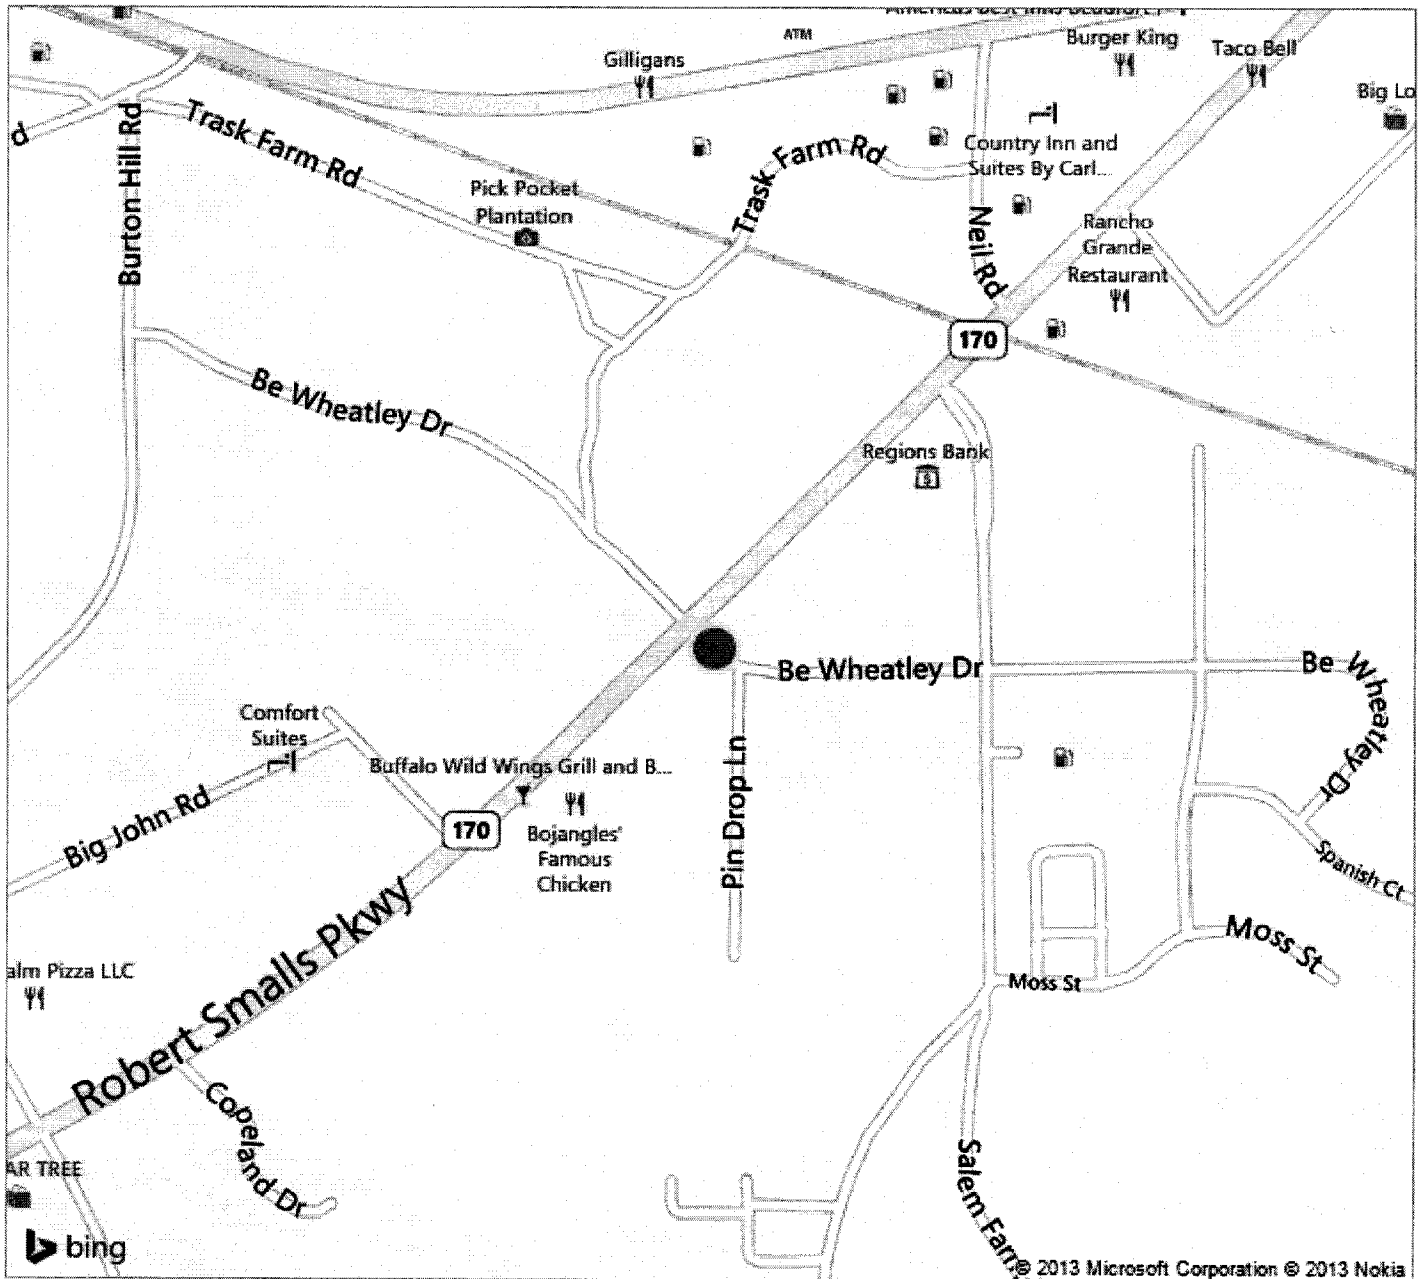 Americas Best Inns Beaufort
ATM
Gilligans
Burger King
Taco Bell
Big Lo
d
Burton Hill Rd
Trask Farm Rd
Pick Pocket
Plantation
Trask Farm Rd
Country Inn and
Suites By Carl...
Neil Rd
Rancho
Grande
Restaurant
170
Be Wheatley Dr
Regions Bank
$
Be Wheatley Dr
Be Wheatley Dr
Comfort
Suites
Buffalo Wild Wings Grill and B...
Big John Rd
170
Bojangles'
Famous
Chicken
Pin Drop Ln
Spanish Ct
Robert Smalls Pkwy
Moss St
Moss St
alm Pizza LLC
Copeland Dr
AR TREE
Salem Farm
bing
© 2013 Microsoft Corporation © 2013 Nokia